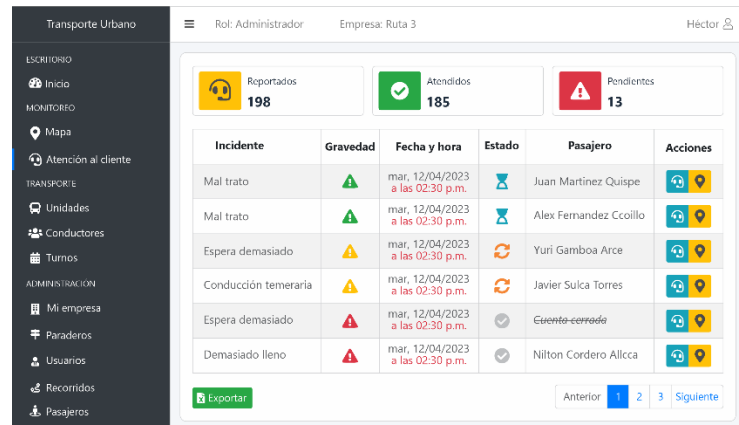 Transporte Urbano
Rol: Administrador Empresa: Ruta 3 Héctor
ESCRITORIO
Inicio
MONITOREO
Mapa
Atención al cliente
TRANSPORTE
Unidades
Conductores
Turnos
ADMINISTRACIÓN
Mi empresa
Paraderos
Usuarios
Recorridos
Pasajeros
Reportados
198
Atendidos
185
Pendientes
13
Incidente Gravedad Fecha y hora Estado Pasajero Acciones
Mal trato mar, 12/04/2023 Juan Martinez Quispe
a las 02:30 p.m.
Mal trato mar, 12/04/2023 Alex Fernandez Ccoillo
a las 02:30 p.m.
Espera demasiado mar, 12/04/2023 Yuri Gamboa Arce
a las 02:30 p.m.
Conducción temeraria mar, 12/04/2023 Javier Sulca Torres
a las 02:30 p.m.
Espera demasiado mar, 12/04/2023 Cuenta cerrada
a las 02:30 p.m.
Demasiado lleno mar, 12/04/2023 Nilton Cordero Allcca
a las 02:30 p.m.
Exportar
Anterior 1 2 3 Siguiente